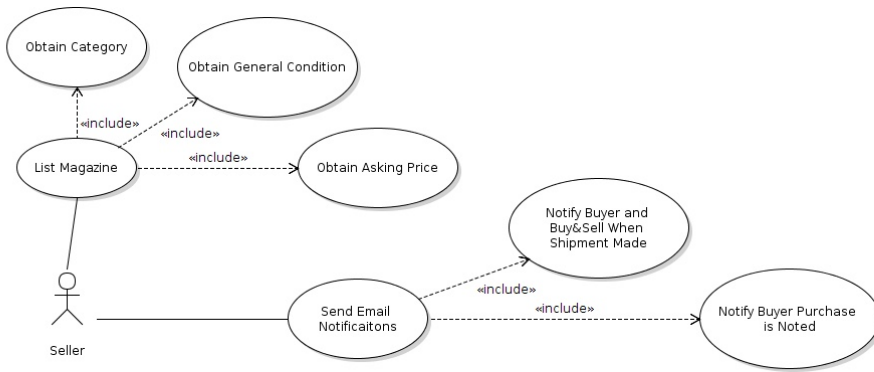 Obtain Category
Obtain General Condition
«include»
«include»
«include»
List Magazine
Obtain Asking Price
Notify Buyer and
Buy&Sell When
Shipment Made
«include»
«include»
Send Email
Notificaitons
Notify Buyer Purchase
is Noted
Seller